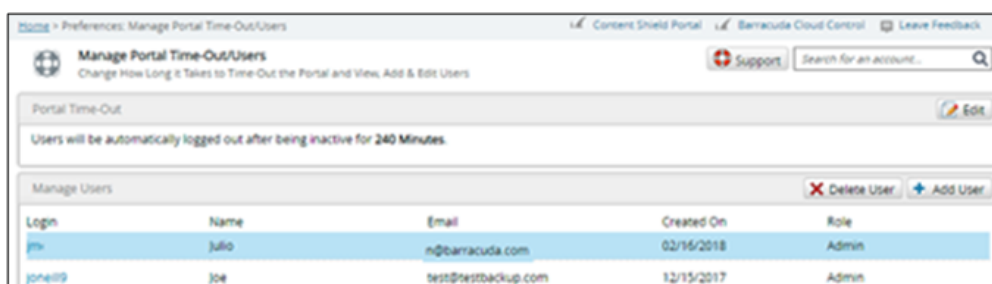 Home > Preferences: Manage Portal Time-Out/Users Content Shield Portal Barracuda Cloud Control Leave Feedback
Manage Portal Time-Out/Users
Change How Long it Takes to Time-Out the Portal and View, Add & Edit Users
Support Search for an account...
Portal Time-Out Edit
Users will be automatically logged out after being inactive for 240 Minutes.
Manage Users Delete User Add User
Login Name Email Created On Role
Julio n@barracuda.com 02/16/2018 Admin
joneill9 Joe test@testbackup.com 12/15/2017 Admin